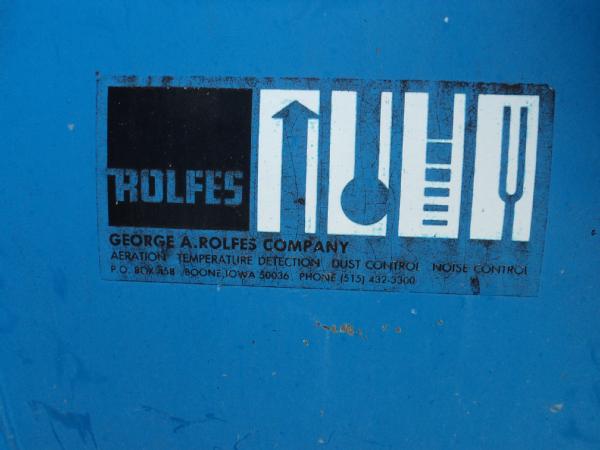 ROLFES
GEORGE A.ROLFES COMPANY
AERATION TEMPERATURE DETECTION DUST CONTROL NOISE CONTROL
P.O. BOX 458 BOONE, IOWA 50036 PHONE (515) 432-3300